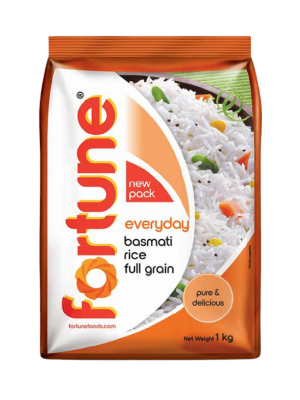 fortune®
new
pack
everyday
basmati
rice
full grain
pure &
delicious
fortunefoods.com
Net Weight 1 kg